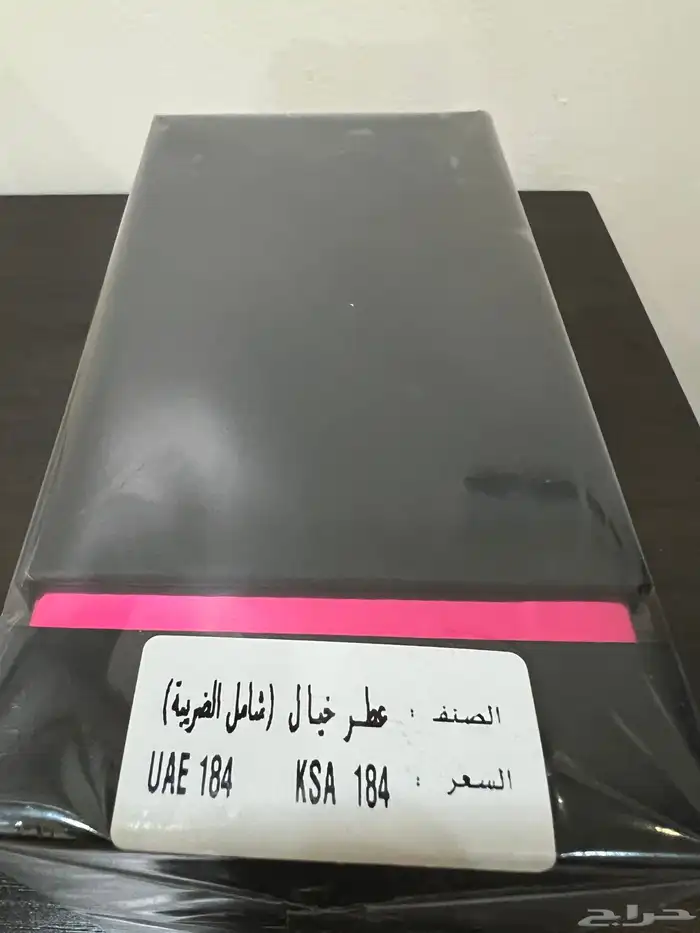 الصنف : عطر خيال (شامل الضريبة)
السعر : KSA 184 UAE 184
حراج